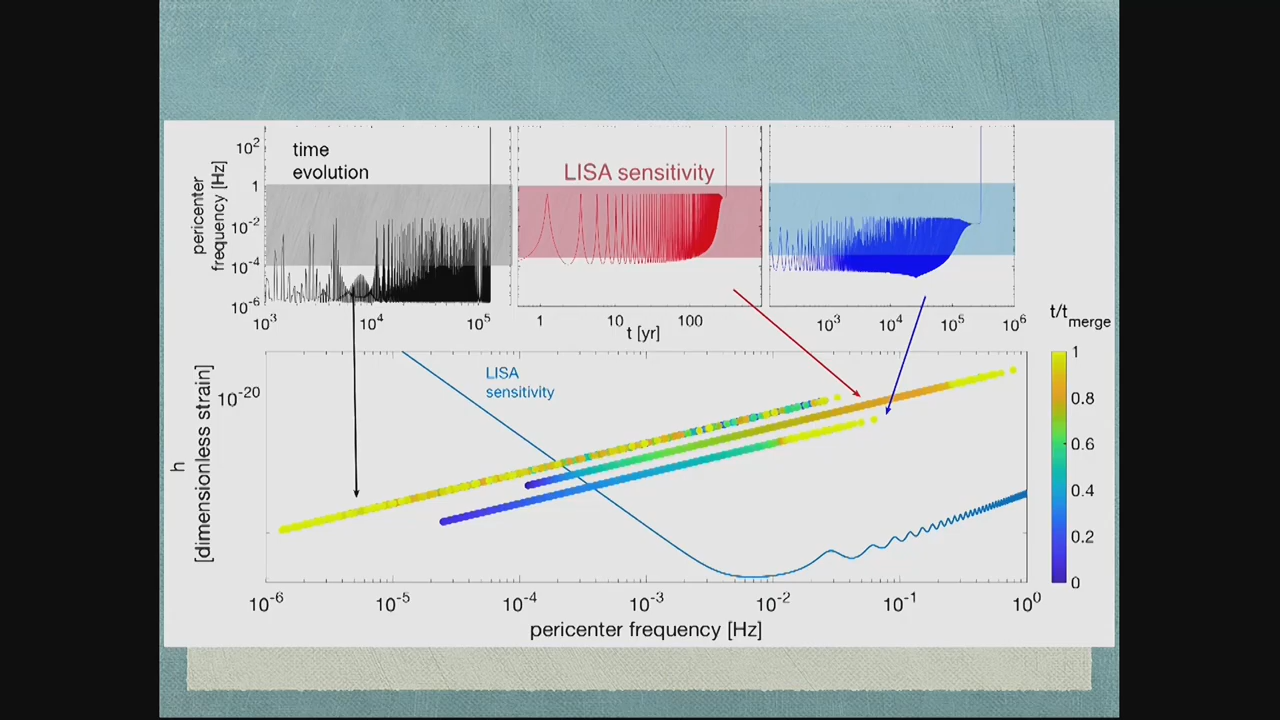 time
evolution
LISA sensitivity
pericenter
frequency [Hz]
10² 1 10⁻² 10⁻⁴ 10⁻⁶
10³ 10⁴ 10⁵
1 10 100
t [yr]
10³ 10⁴ 10⁵ 10⁶
t/t_merge
LISA
sensitivity
h
[dimensionless strain]
10⁻²⁰
1
0.8
0.6
0.4
0.2
0
10⁻⁶ 10⁻⁵ 10⁻⁴ 10⁻³ 10⁻² 10⁻¹ 10⁰
pericenter frequency [Hz]